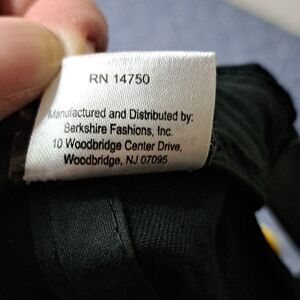 RN 14750
Manufactured and Distributed by:
Berkshire Fashions, Inc.
10 Woodbridge Center Drive,
Woodbridge, NJ 07095